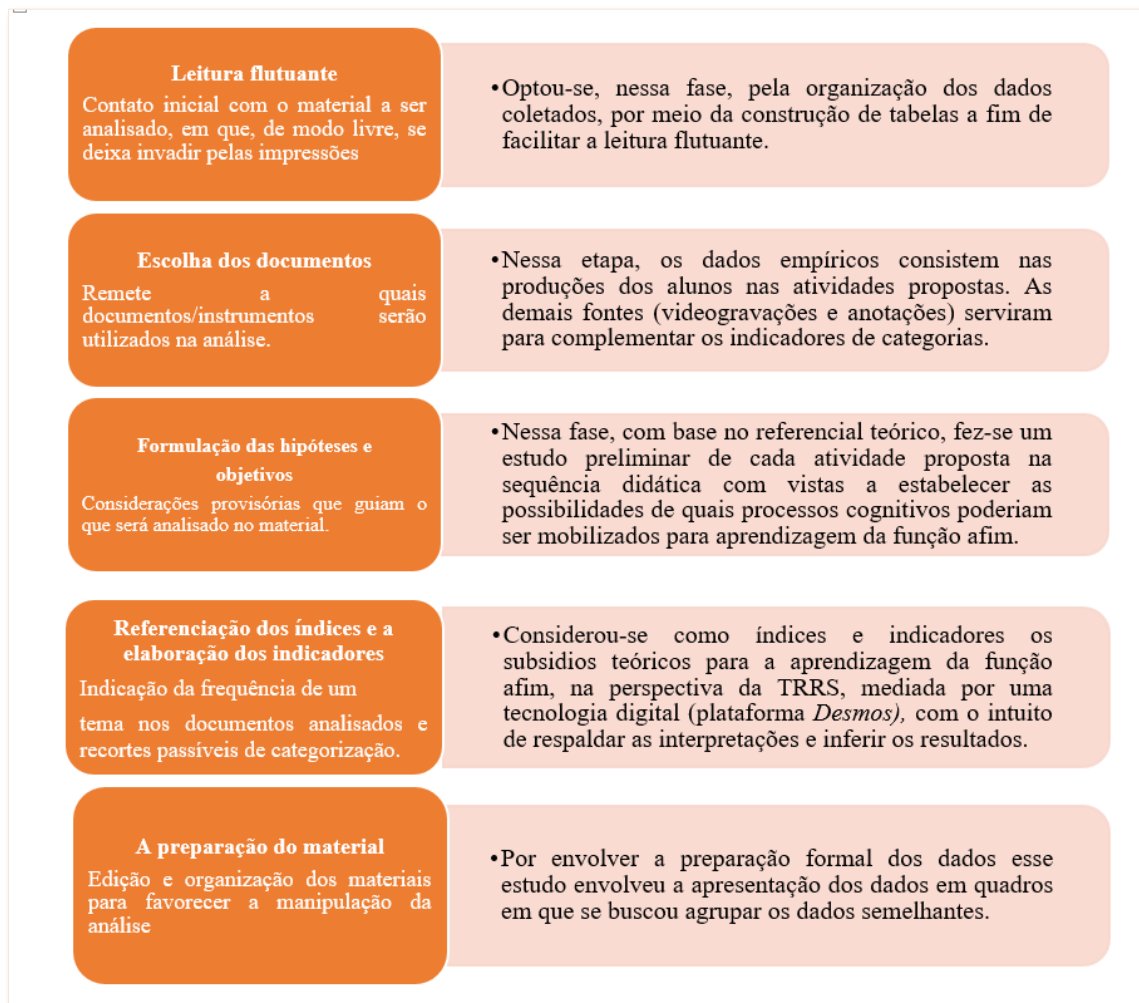 Leitura flutuante
Contato inicial com o material a ser
analisado, em que, de modo livre, se
deixa invadir pelas impressões
•Optou-se, nessa fase, pela organização dos dados
coletados, por meio da construção de tabelas a fim de
facilitar a leitura flutuante.
Escolha dos documentos
Remete a quais
documentos/instrumentos serão
utilizados na análise.
•Nessa etapa, os dados empíricos consistem nas
produções dos alunos nas atividades propostas. As
demais fontes (videogravações e anotações) serviram
para complementar os indicadores de categorias.
Formulação das hipóteses e
objetivos
Considerações provisórias que guiam o
que será analisado no material.
•Nessa fase, com base no referencial teórico, fez-se um
estudo preliminar de cada atividade proposta na
sequência didática com vistas a estabelecer as
possibilidades de quais processos cognitivos poderiam
ser mobilizados para aprendizagem da função afim.
Referenciação dos índices e a
elaboração dos indicadores
Indicação da frequência de um
tema nos documentos analisados e
recortes passíveis de categorização.
•Considerou-se como índices e indicadores os
subsidios teóricos para a aprendizagem da função
afim, na perspectiva da TRRS, mediada por uma
tecnologia digital (plataforma Desmos), com o intuito
de respaldar as interpretações e inferir os resultados.
A preparação do material
Edição e organização dos materiais
para favorecer a manipulação da
análise
•Por envolver a preparação formal dos dados esse
estudo envolveu a apresentação dos dados em quadros
em que se buscou agrupar os dados semelhantes.